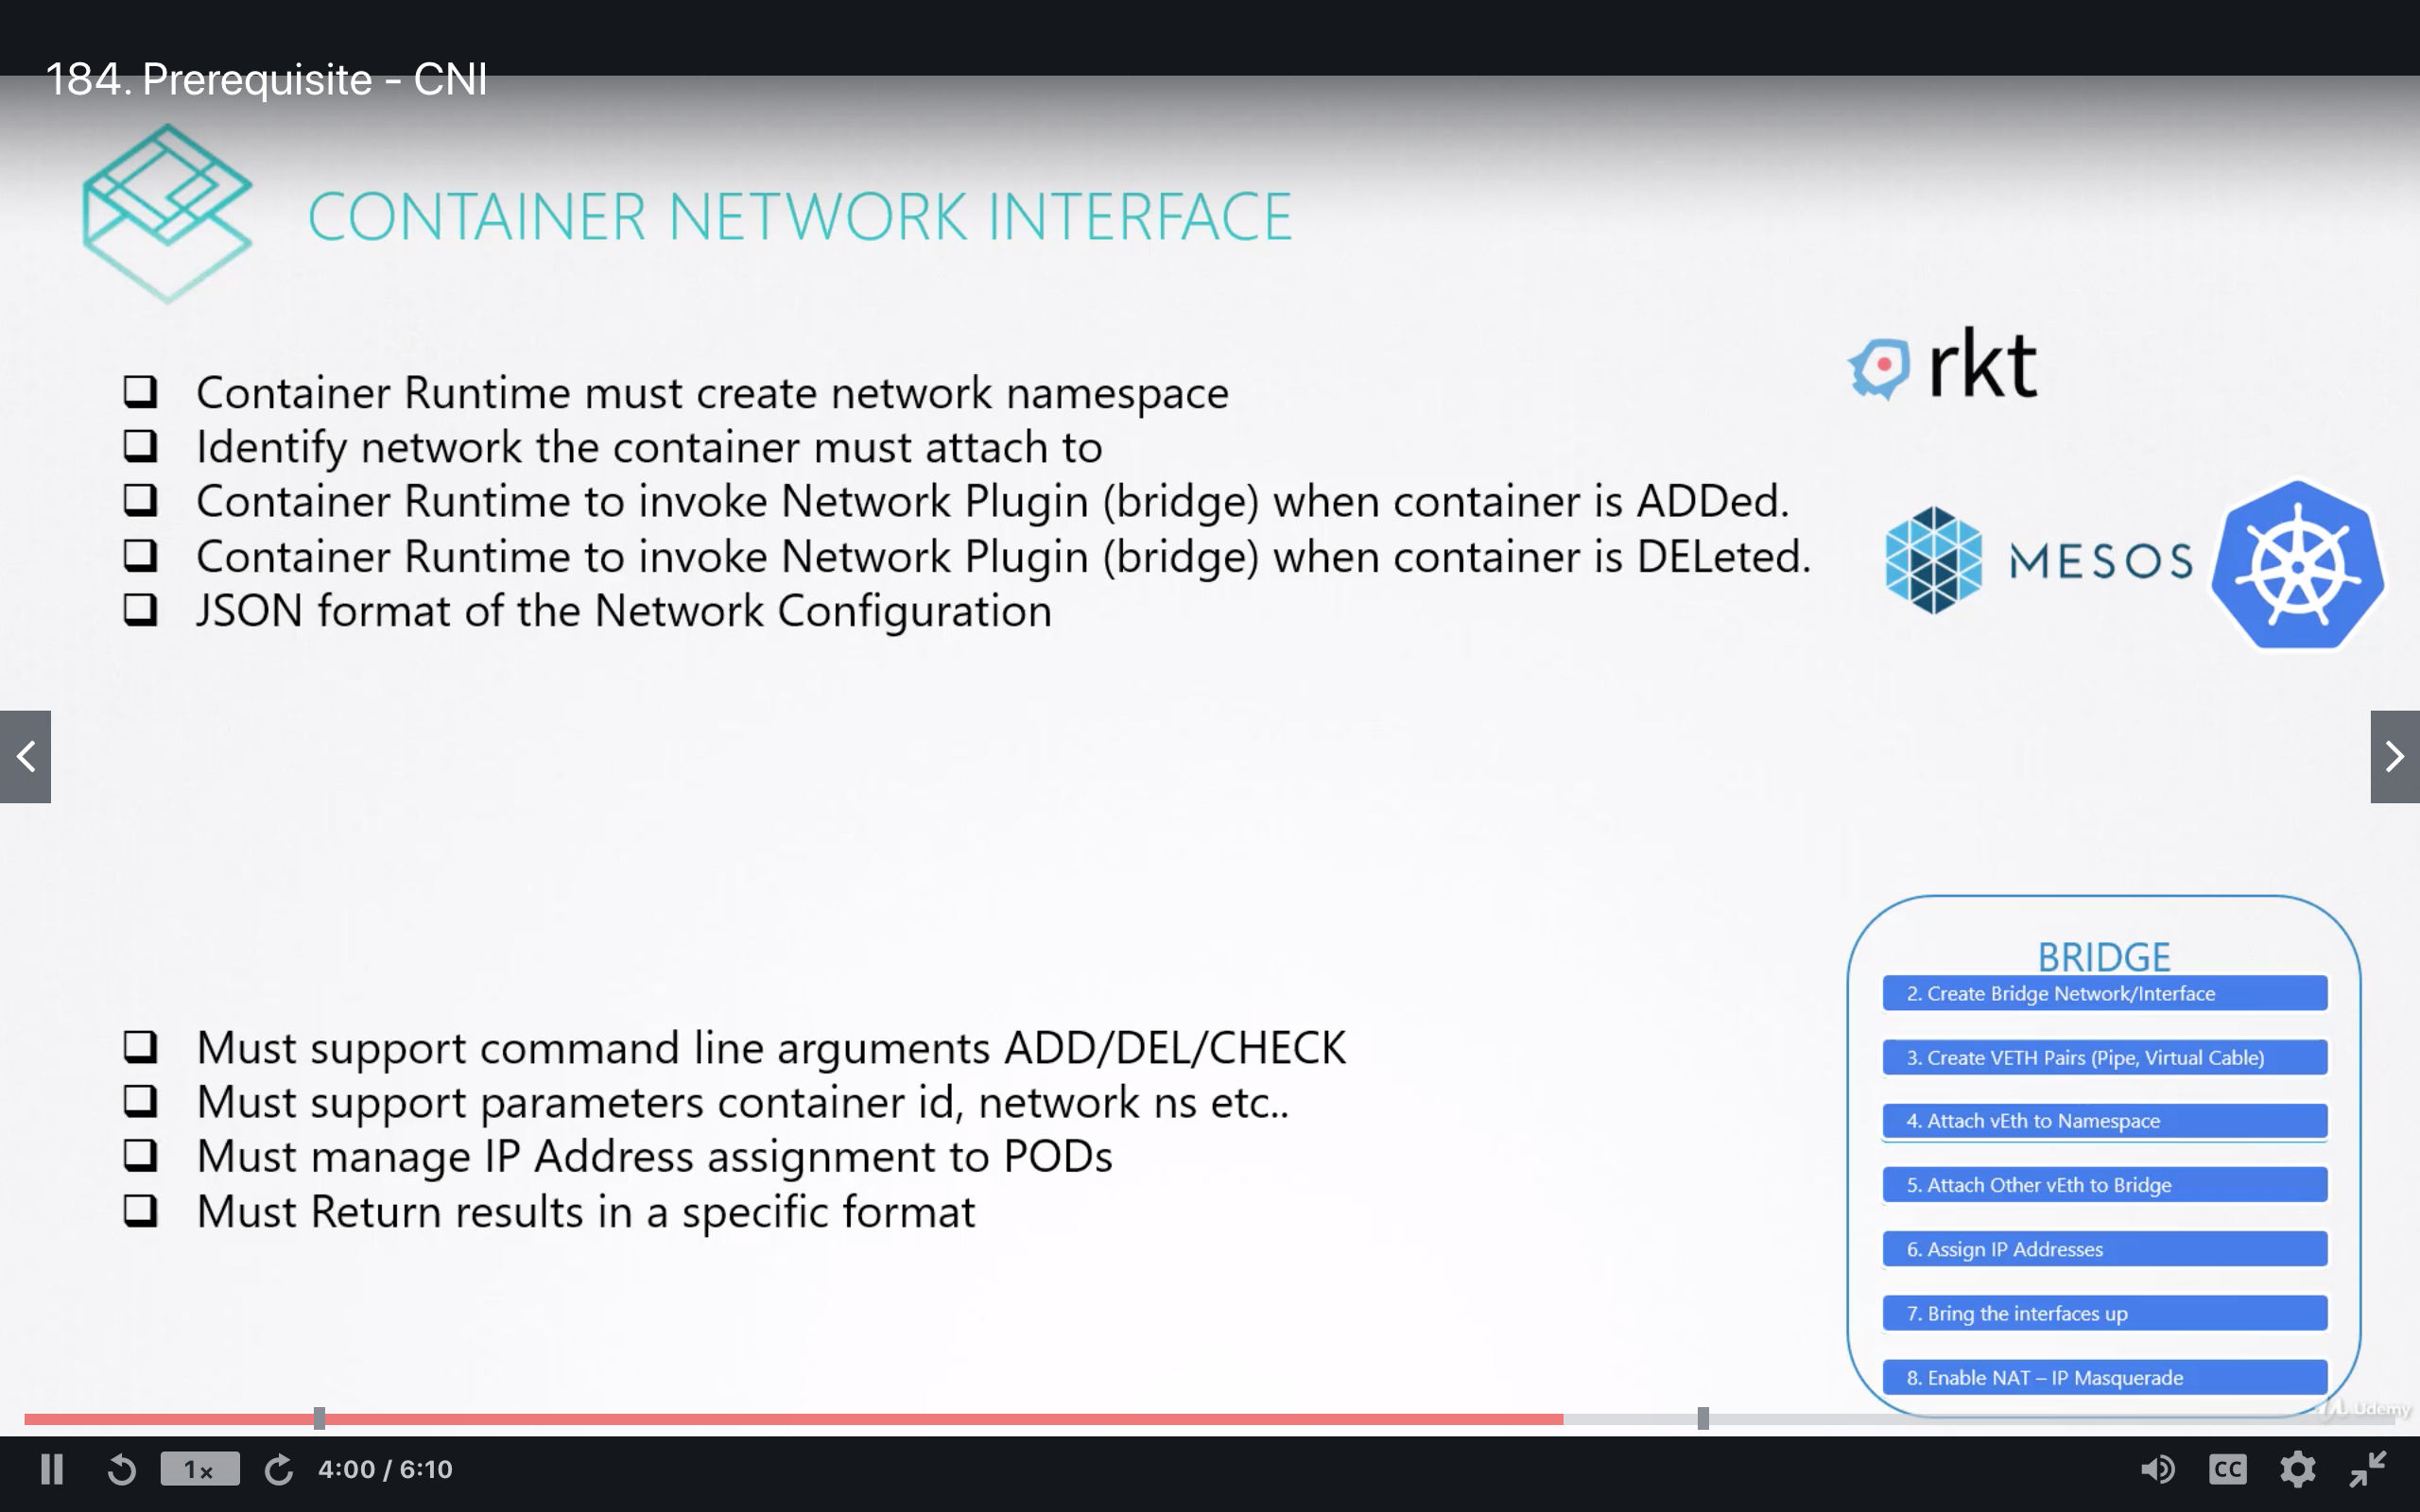 184. Prerequisite - CNI
CONTAINER NETWORK INTERFACE
Container Runtime must create network namespace
Identify network the container must attach to
Container Runtime to invoke Network Plugin (bridge) when container is ADDed.
Container Runtime to invoke Network Plugin (bridge) when container is DELeted.
JSON format of the Network Configuration
rkt
MESOS
Must support command line arguments ADD/DEL/CHECK
Must support parameters container id, network ns etc..
Must manage IP Address assignment to PODs
Must Return results in a specific format
BRIDGE
2. Create Bridge Network/Interface
3. Create VETH Pairs (Pipe, Virtual Cable)
4. Attach vEth to Namespace
5. Attach Other vEth to Bridge
6. Assign IP Addresses
7. Bring the interfaces up
8. Enable NAT – IP Masquerade
Udemy
1x
4:00 / 6:10
CC